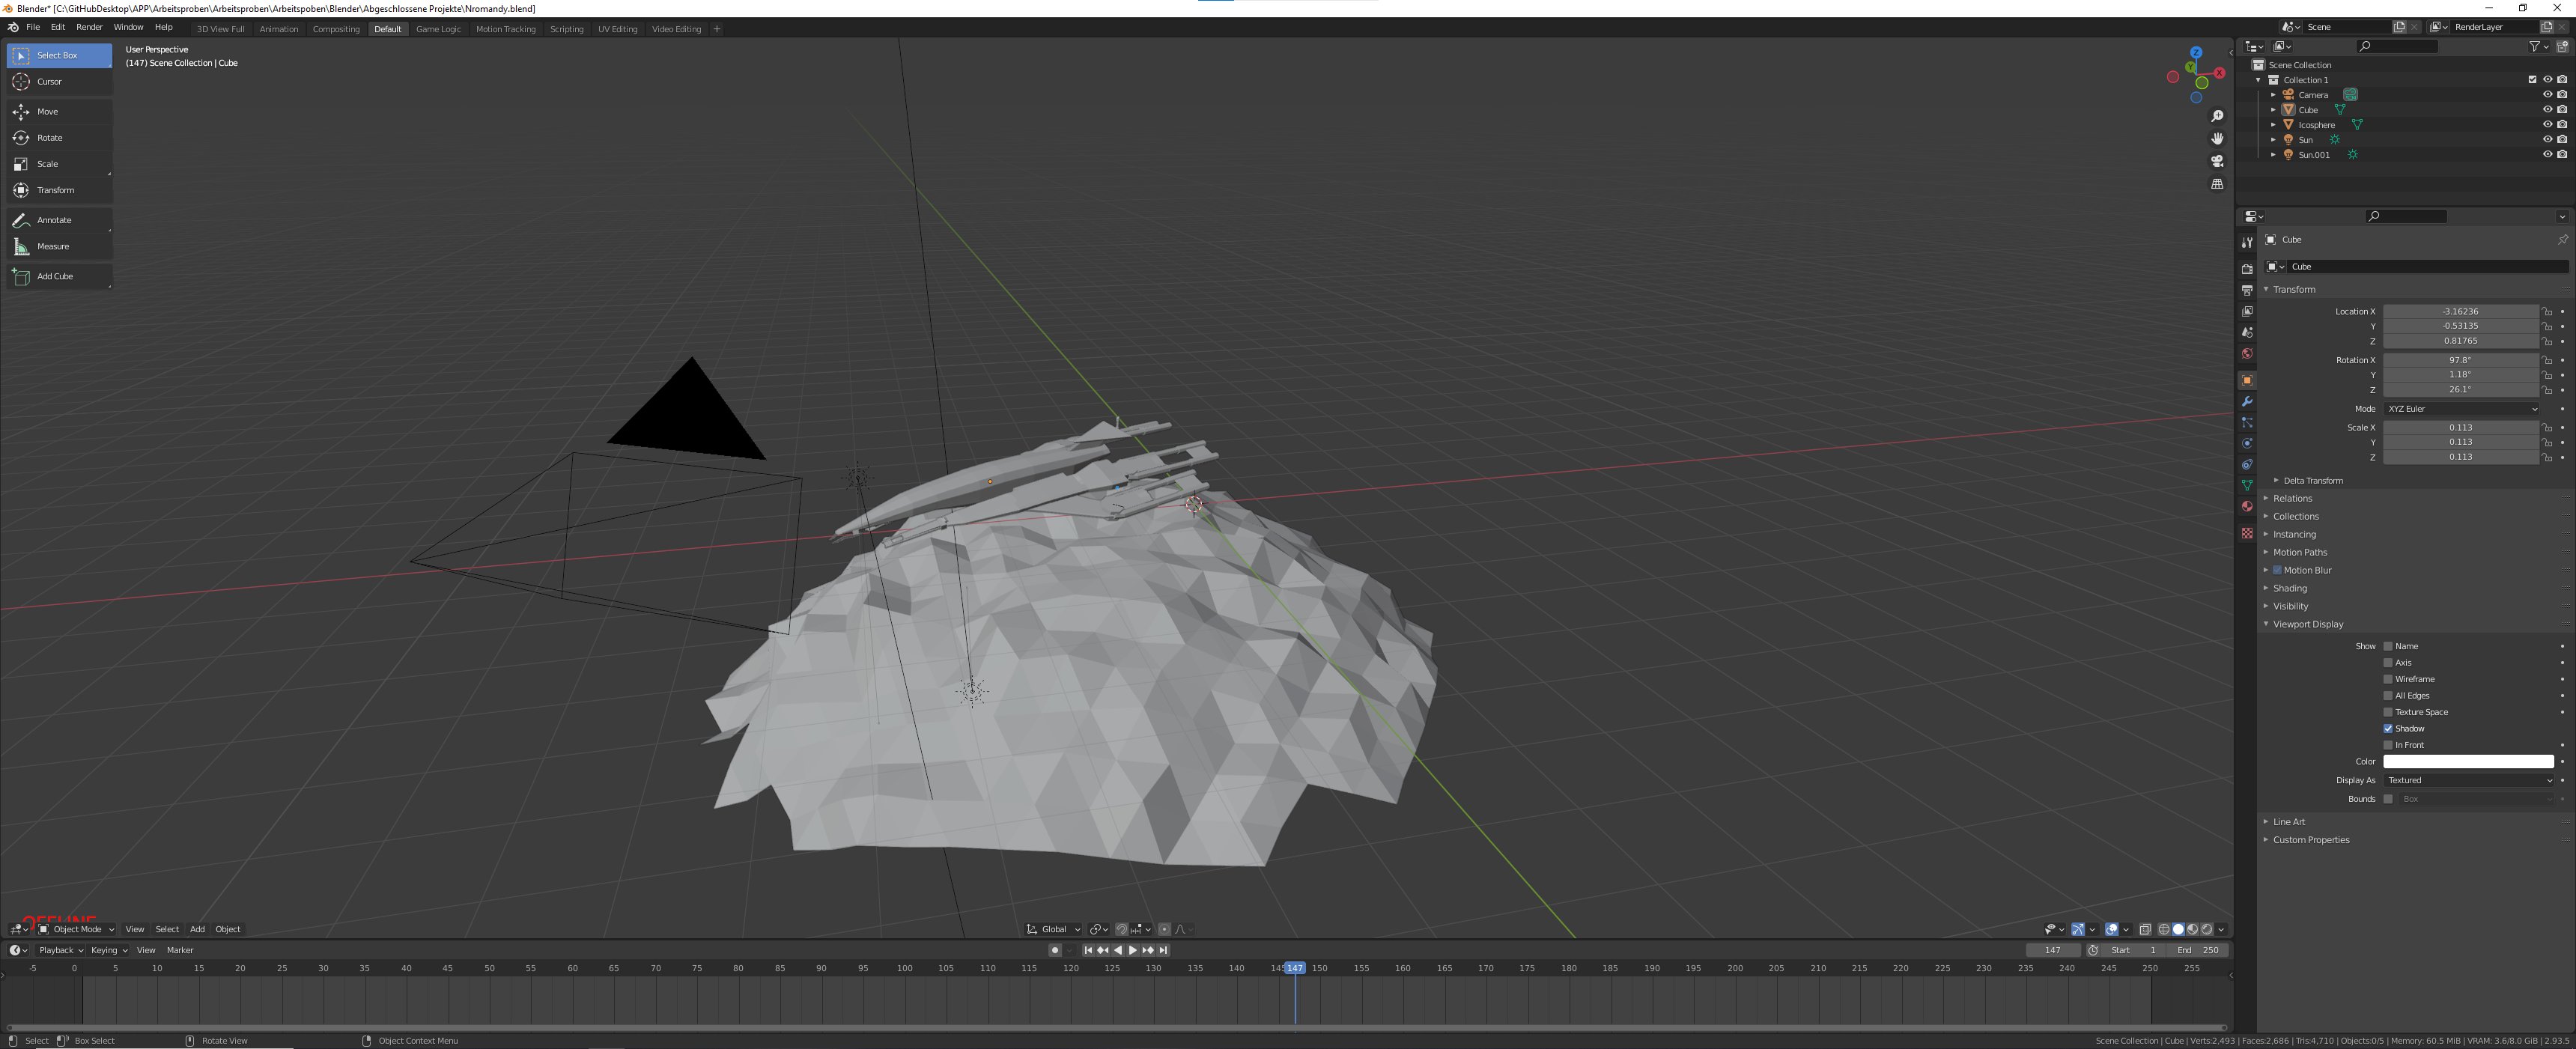 Blender* [C:\GitHubDesktop\APP\Arbeitsproben\Arbeitsproben\Arbeitspoben\Blender\Abgeschlossene Projekte\Nromandy.blend]
File Edit Render Window Help
3D View Full Animation Compositing Default Game Logic Motion Tracking Scripting UV Editing Video Editing +
Scene
RenderLayer
Select Box
Cursor
Move
Rotate
Scale
Transform
Annotate
Measure
Add Cube
User Perspective
(147) Scene Collection | Cube
Z
Y
X
Scene Collection
Collection 1
Camera
Cube
Icosphere
Sun
Sun.001
Cube
Cube
Transform
Location X -3.16236
Y -0.53135
Z 0.81765
Rotation X 97.8°
Y 1.18°
Z 26.1°
Mode XYZ Euler
Scale X 0.113
Y 0.113
Z 0.113
Delta Transform
Relations
Collections
Instancing
Motion Paths
Motion Blur
Shading
Visibility
Viewport Display
Show Name
Axis
Wireframe
All Edges
Texture Space
Shadow
In Front
Color
Display As Textured
Bounds Box
Line Art
Custom Properties
OFFLINE
Object Mode View Select Add Object
Global
Playback Keying View Marker
147 Start 1 End 250
-5 0 5 10 15 20 25 30 35 40 45 50 55 60 65 70 75 80 85 90 95 100 105 110 115 120 125 130 135 140 145 147 150 155 160 165 170 175 180 185 190 195 200 205 210 215 220 225 230 235 240 245 250 255
Select Box Select Rotate View Object Context Menu
Scene Collection | Cube | Verts:2,493 | Faces:2,686 | Tris:4,710 | Objects:0/5 | Memory: 60.5 MiB | VRAM: 3.6/8.0 GiB | 2.93.5